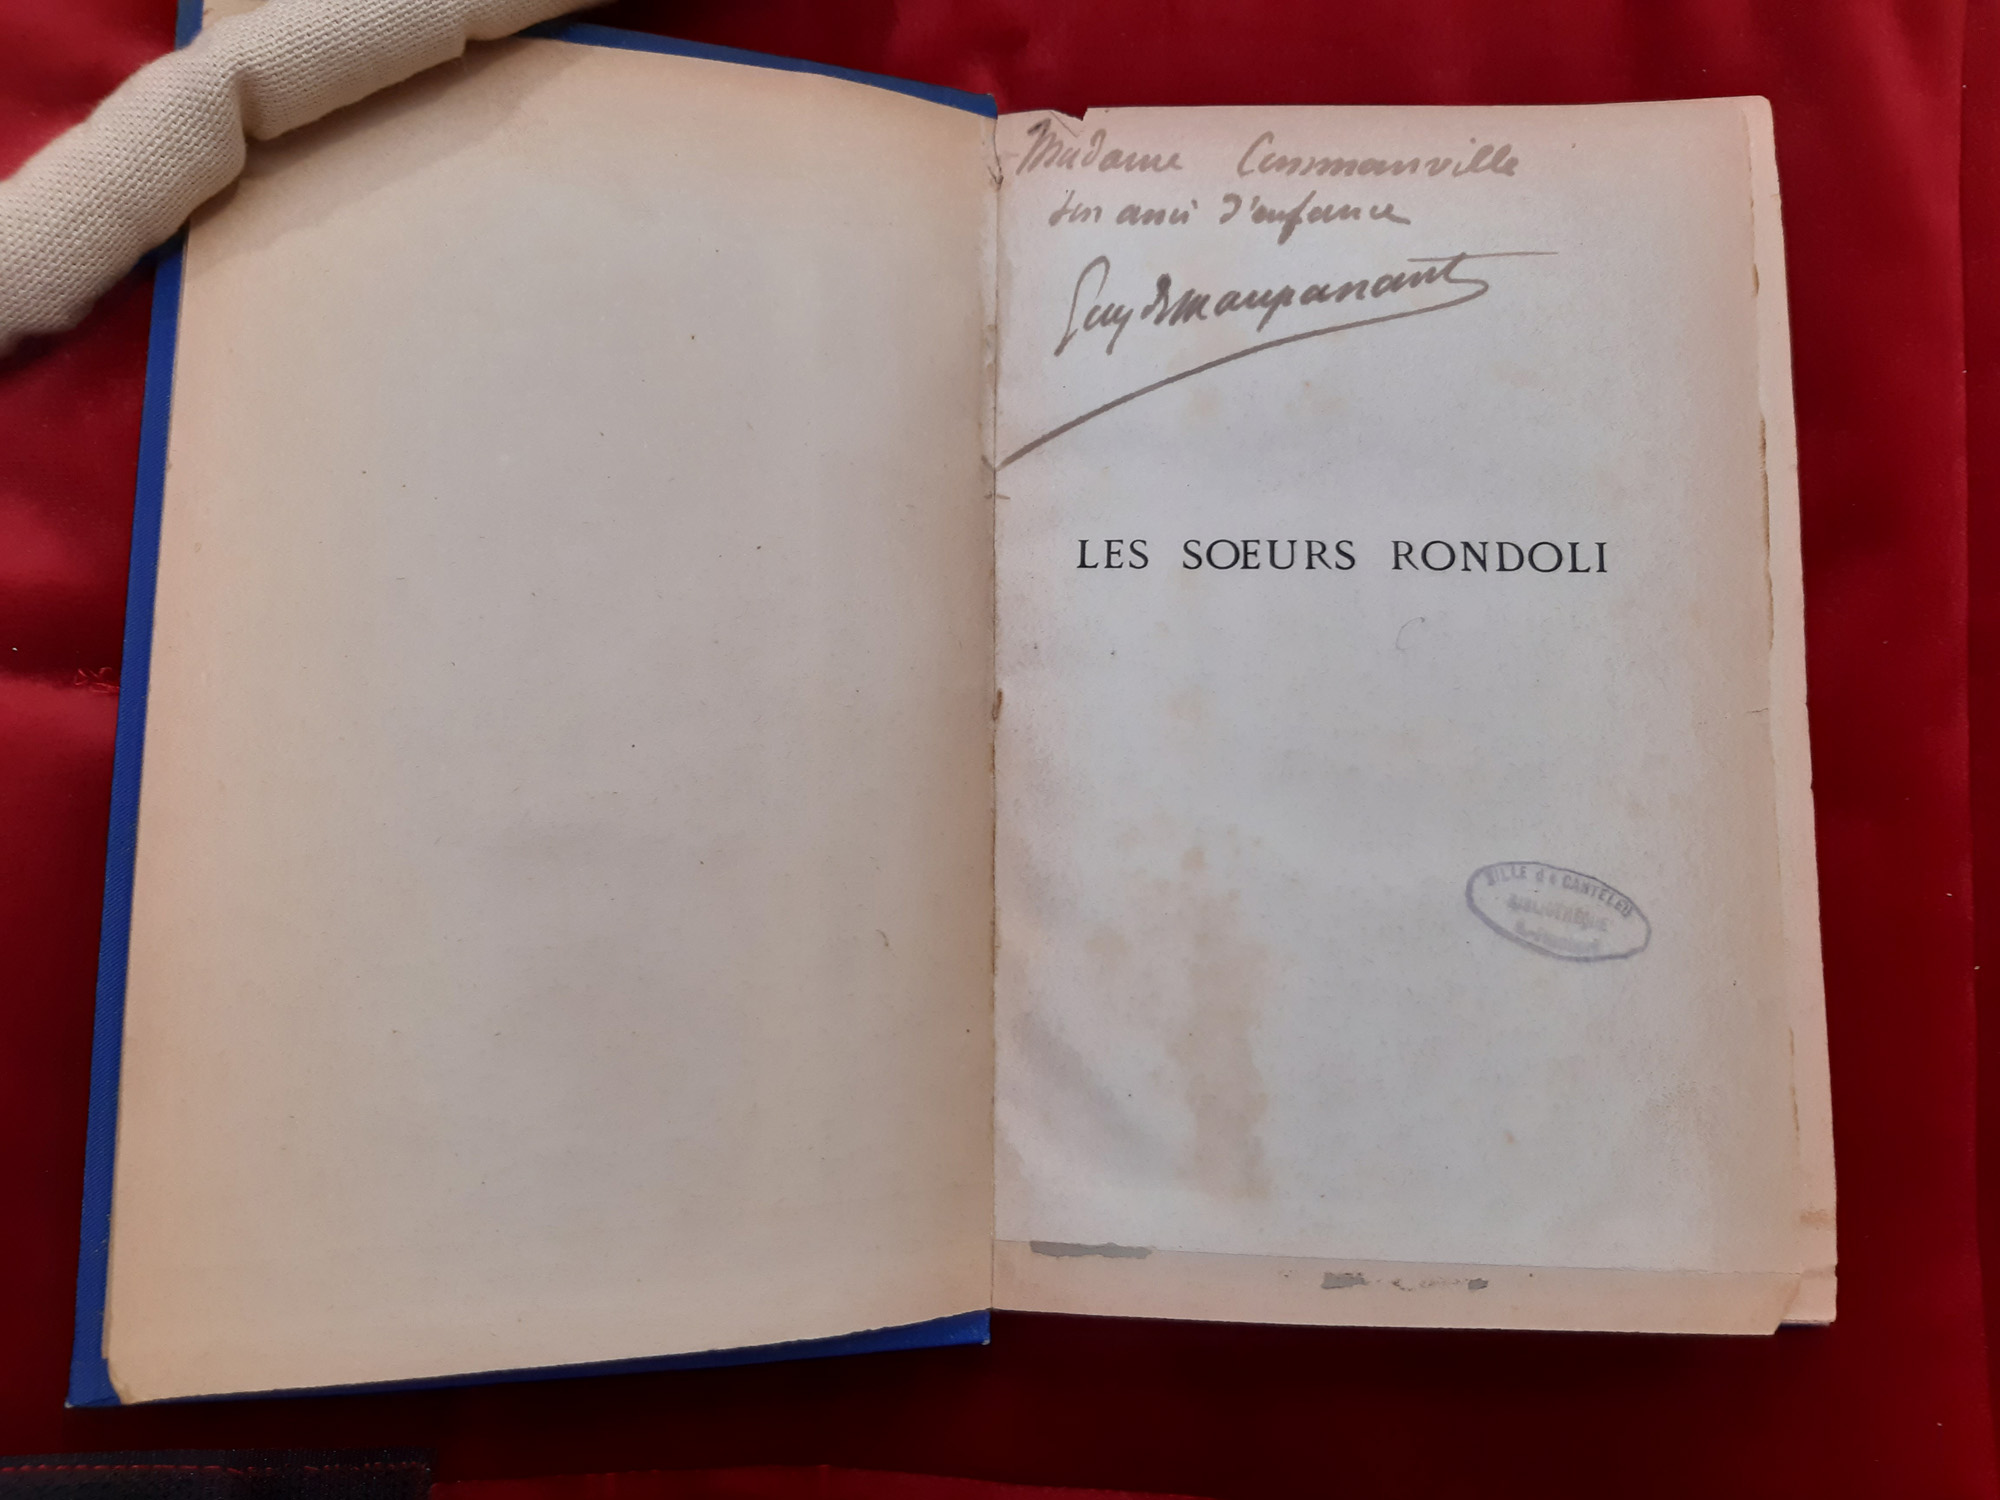 Madame Commanville
son ami d'enfance
Guy de Maupassant
LES SŒURS RONDOLI
VILLE de CANTELEU
BIBLIOTHÈQUE